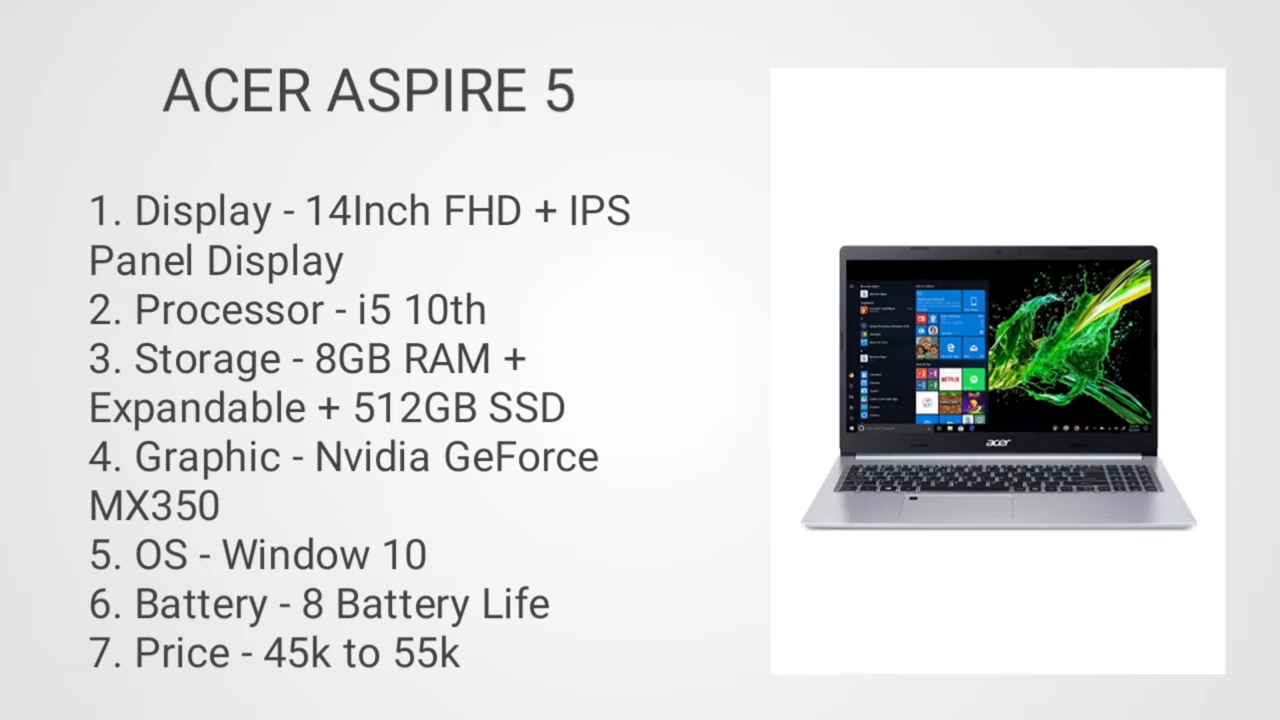 ACER ASPIRE 5
1. Display - 14Inch FHD + IPS
Panel Display
2. Processor - i5 10th
3. Storage - 8GB RAM +
Expandable + 512GB SSD
4. Graphic - Nvidia GeForce
MX350
5. OS - Window 10
6. Battery - 8 Battery Life
7. Price - 45k to 55k
NETFLIX
acer